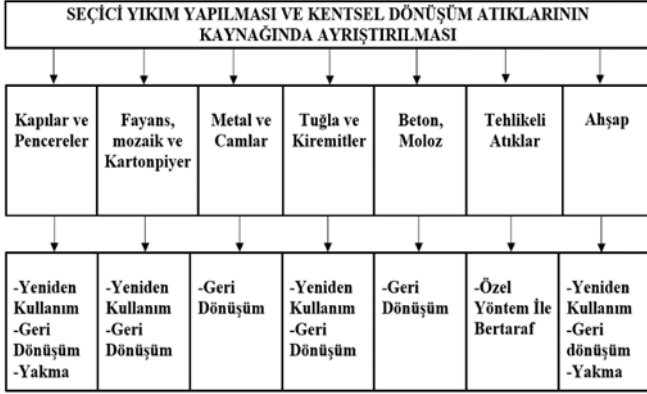 SEÇİCİ YIKIM YAPILMASI VE KENTSEL DÖNÜŞÜM ATIKLARININ
KAYNAĞINDA AYRIŞTIRILMASI
Kapılar ve
Pencereler
Fayans,
mozaik ve
Kartonpiyer
Metal ve
Camlar
Tuğla ve
Kiremitler
Beton,
Moloz
Tehlikeli
Atıklar
Ahşap
-Yeniden
Kullanım
-Geri
Dönüşüm
-Yakma
-Yeniden
Kullanım
-Geri
Dönüşüm
-Geri
Dönüşüm
-Yeniden
Kullanım
-Geri
Dönüşüm
-Geri
Dönüşüm
-Özel
Yöntem İle
Bertaraf
-Yeniden
Kullanım
-Geri
dönüşüm
-Yakma